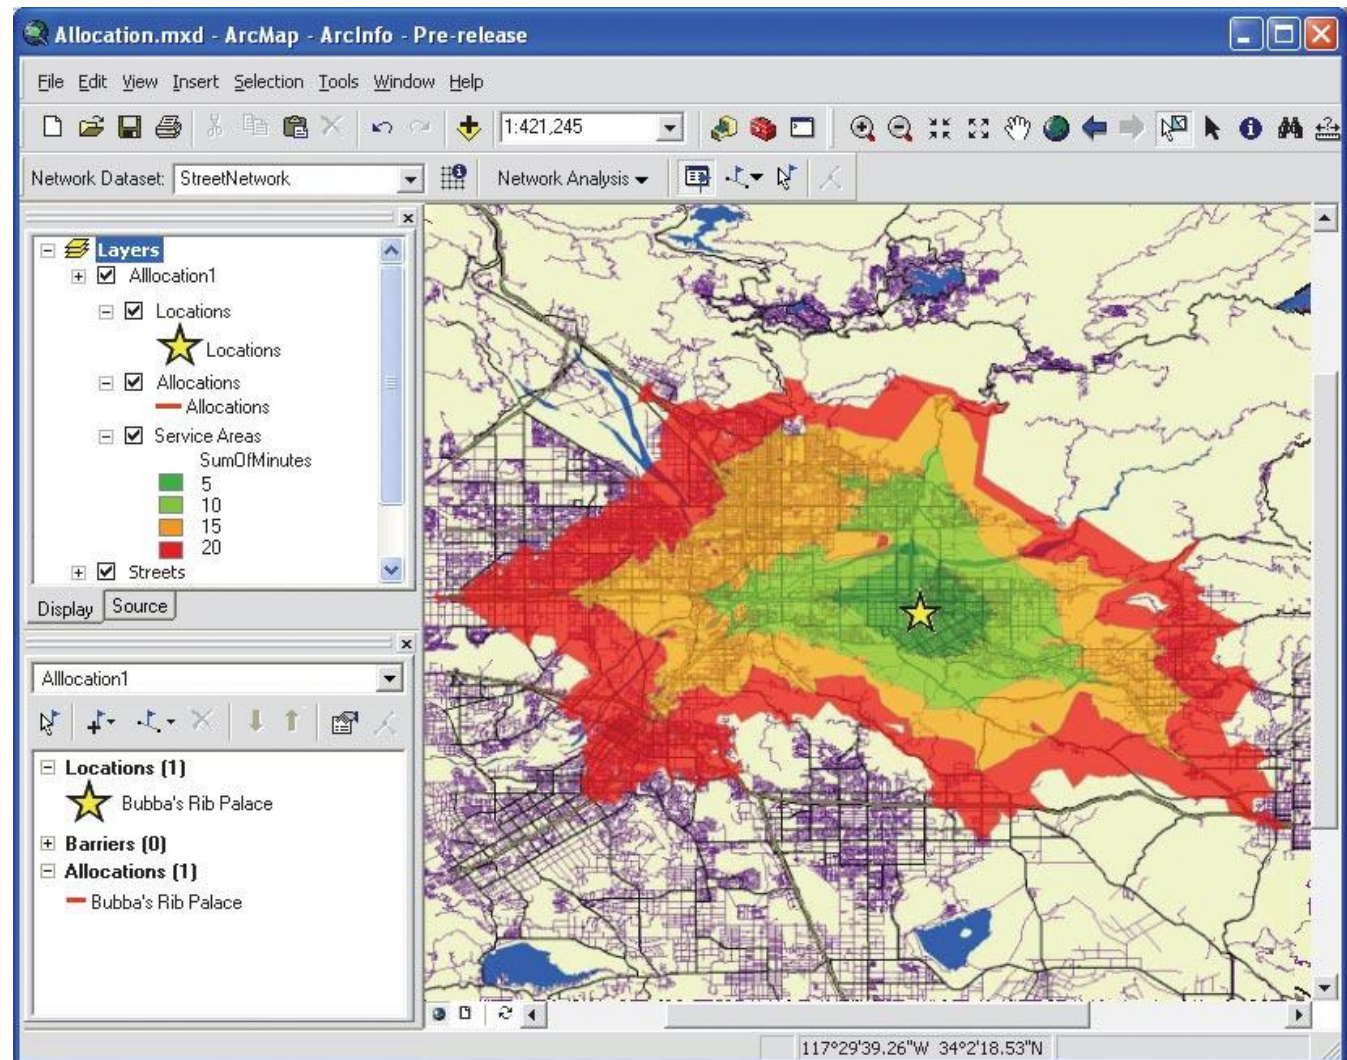 Allocation.mxd - ArcMap - ArcInfo - Pre-release
File Edit View Insert Selection Tools Window Help
1:421,245
Network Dataset: StreetNetwork Network Analysis
Layers
Alllocation1
Locations
Locations
Allocations
Allocations
Service Areas
SumOfMinutes
5
10
15
20
Streets
Display Source
Alllocation1
Locations (1)
Bubba's Rib Palace
Barriers (0)
Allocations (1)
Bubba's Rib Palace
117°29'39.26"W 34°2'18.53"N